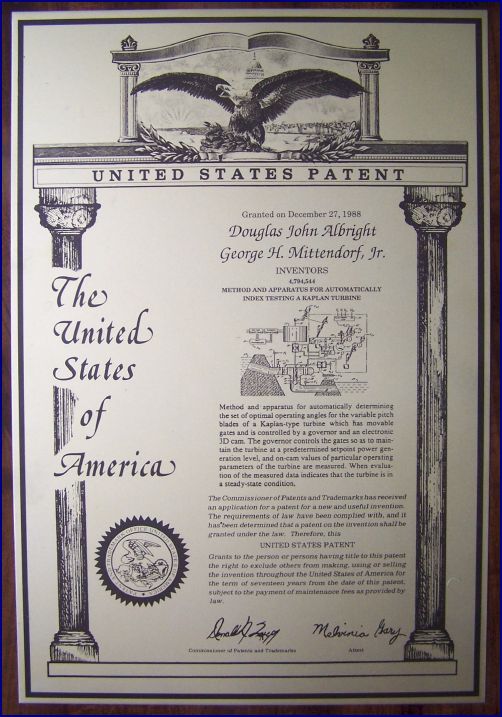 UNITED STATES PATENT
The
United
States
of
America
Granted on December 27, 1988
Douglas John Albright
George H. Mittendorf, Jr.
INVENTORS
4,794,544
METHOD AND APPARATUS FOR AUTOMATICALLY
INDEX TESTING A KAPLAN TURBINE
Method and apparatus for automatically determining
the set of optimal operating angles for the variable pitch
blades of a Kaplan-type turbine which has movable
gates and is controlled by a governor and an electronic
3D cam. The governor controls the gates so as to main-
tain the turbine at a predetermined setpoint power gen-
eration level, and on-cam values of particular operating
parameters of the turbine are measured. When evalua-
tion of the measured data indicates that the turbine is in
a steady-state condition,
The Commissioner of Patents and Trademarks has received
an application for a patent for a new and useful invention.
The requirements of law have been complied with, and it
has been determined that a patent on the invention shall be
granted under the law. Therefore, this
UNITED STATES PATENT
Grants to the person or persons having title to this patent
the right to exclude others from making, using or selling
the invention throughout the United States of America for
the term of seventeen years from the date of this patent,
subject to the payment of maintenance fees as provided by
law.
Commissioner of Patents and Trademarks
Attest